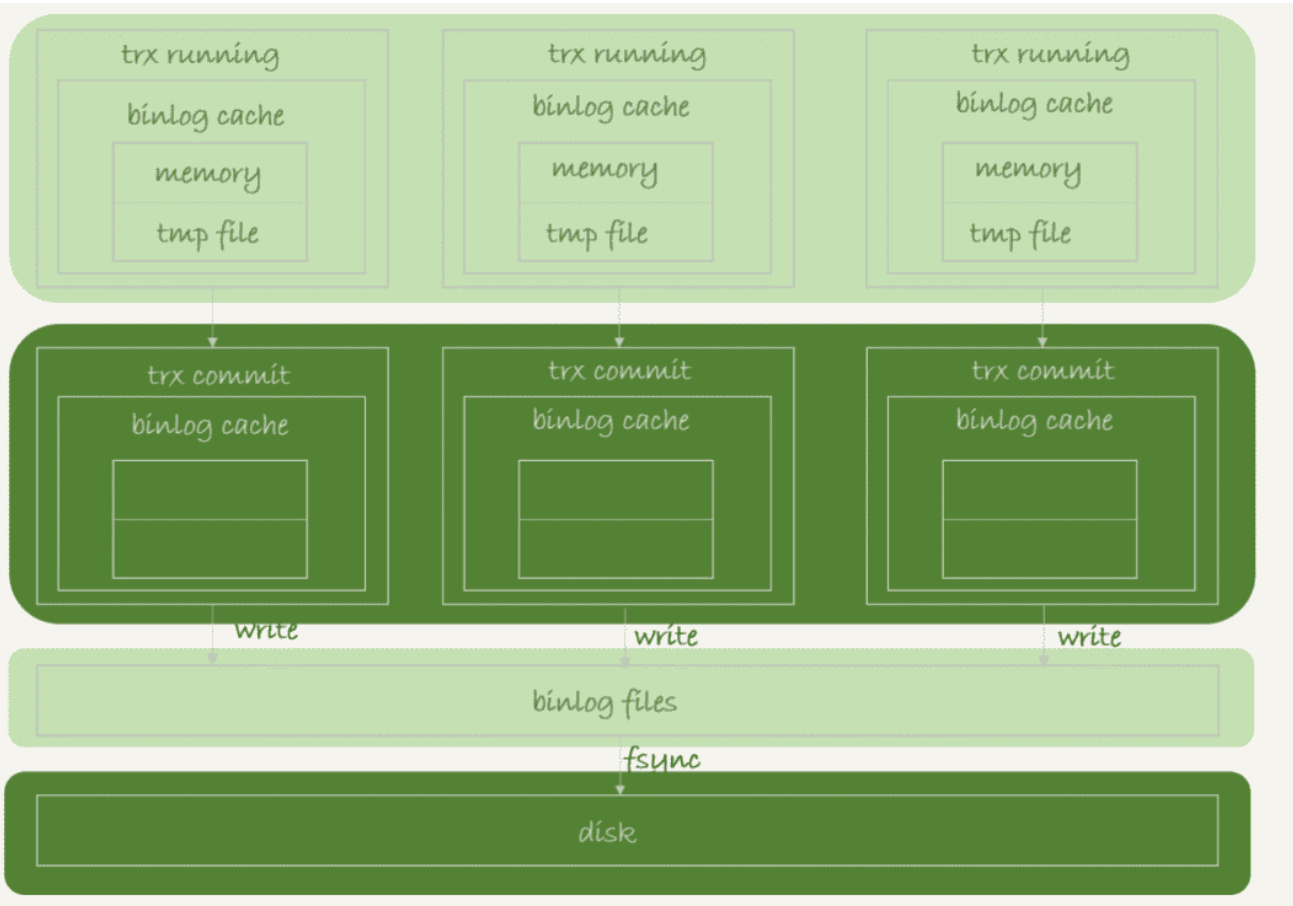 trx running
trx running
trx running
binlog cache
binlog cache
binlog cache
memory
memory
memory
tmp file
tmp file
tmp file
trx commit
trx commit
trx commit
binlog cache
binlog cache
binlog cache
write
write
write
binlog files
fsync
disk